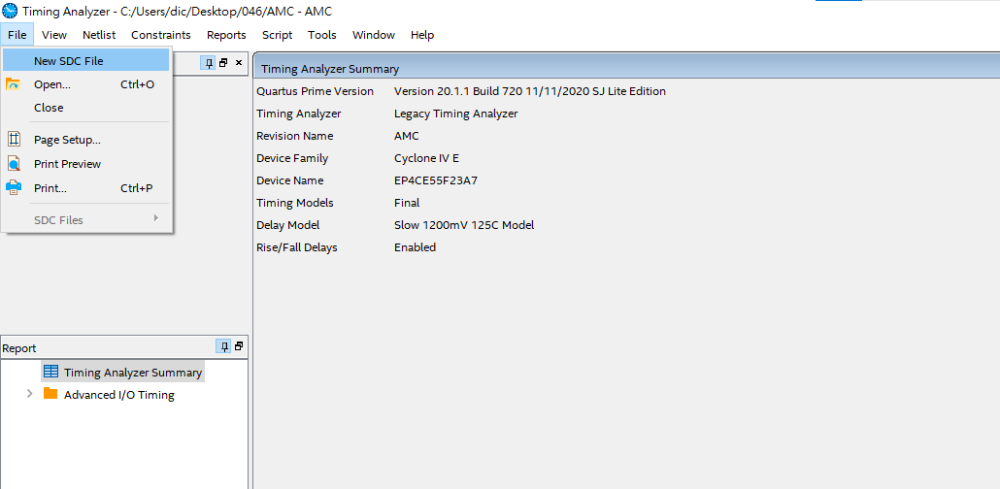 Timing Analyzer - C:/Users/dic/Desktop/046/AMC - AMC
File View Netlist Constraints Reports Script Tools Window Help
New SDC File
Open... Ctrl+O
Close
Page Setup...
Print Preview
Print... Ctrl+P
SDC Files
Timing Analyzer Summary
Quartus Prime Version Version 20.1.1 Build 720 11/11/2020 SJ Lite Edition
Timing Analyzer Legacy Timing Analyzer
Revision Name AMC
Device Family Cyclone IV E
Device Name EP4CE55F23A7
Timing Models Final
Delay Model Slow 1200mV 125C Model
Rise/Fall Delays Enabled
Report
Timing Analyzer Summary
Advanced I/O Timing